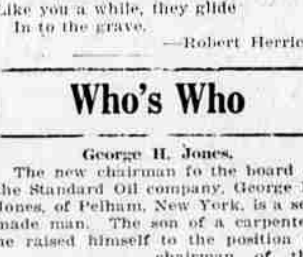 Like you a while, they glide
In to the grave.
—Robert Herric
Who's Who
George H. Jones.
The new chairman fo the board
the Standard Oil company, George
Jones, of Pelham, New York, is a se
made man. The son of a carpente
he raised himself to the position
chairman of th